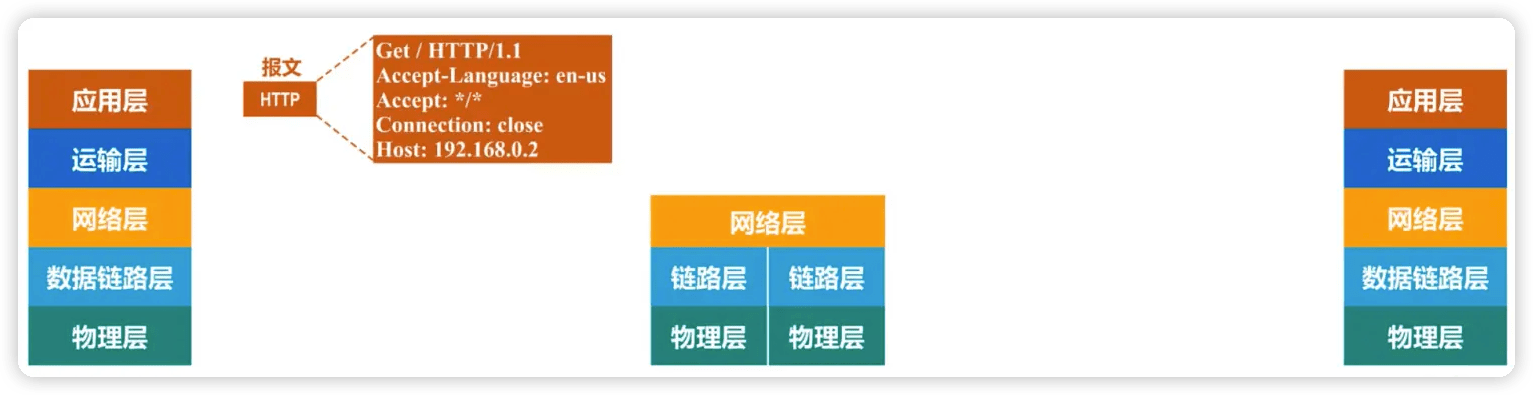 应用层
运输层
网络层
数据链路层
物理层
报文
HTTP
Get / HTTP/1.1
Accept-Language: en-us
Accept: */*
Connection: close
Host: 192.168.0.2
网络层
链路层 链路层
物理层 物理层
应用层
运输层
网络层
数据链路层
物理层